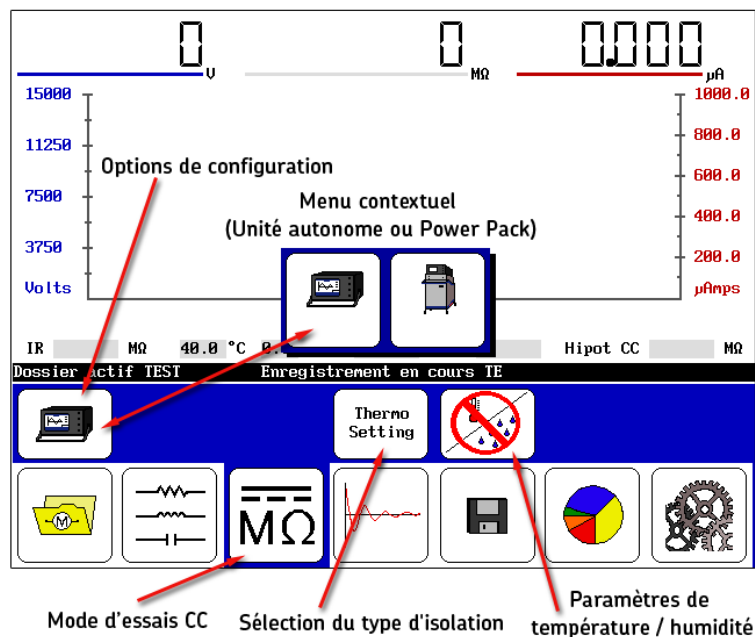 0 V 0 MΩ 0.000 µA
15000 1000.0
800.0
11250
Options de configuration
600.0
7500
Menu contextuel
400.0
(Unité autonome ou Power Pack)
3750
200.0
Volts µAmps
IR MΩ 40.0 °C 0. Hipot CC MΩ
Dossier actif TEST Enregistrement en cours TE
Thermo
Setting
M
MΩ
Mode d'essais CC
Sélection du type d'isolation
Paramètres de
température / humidité